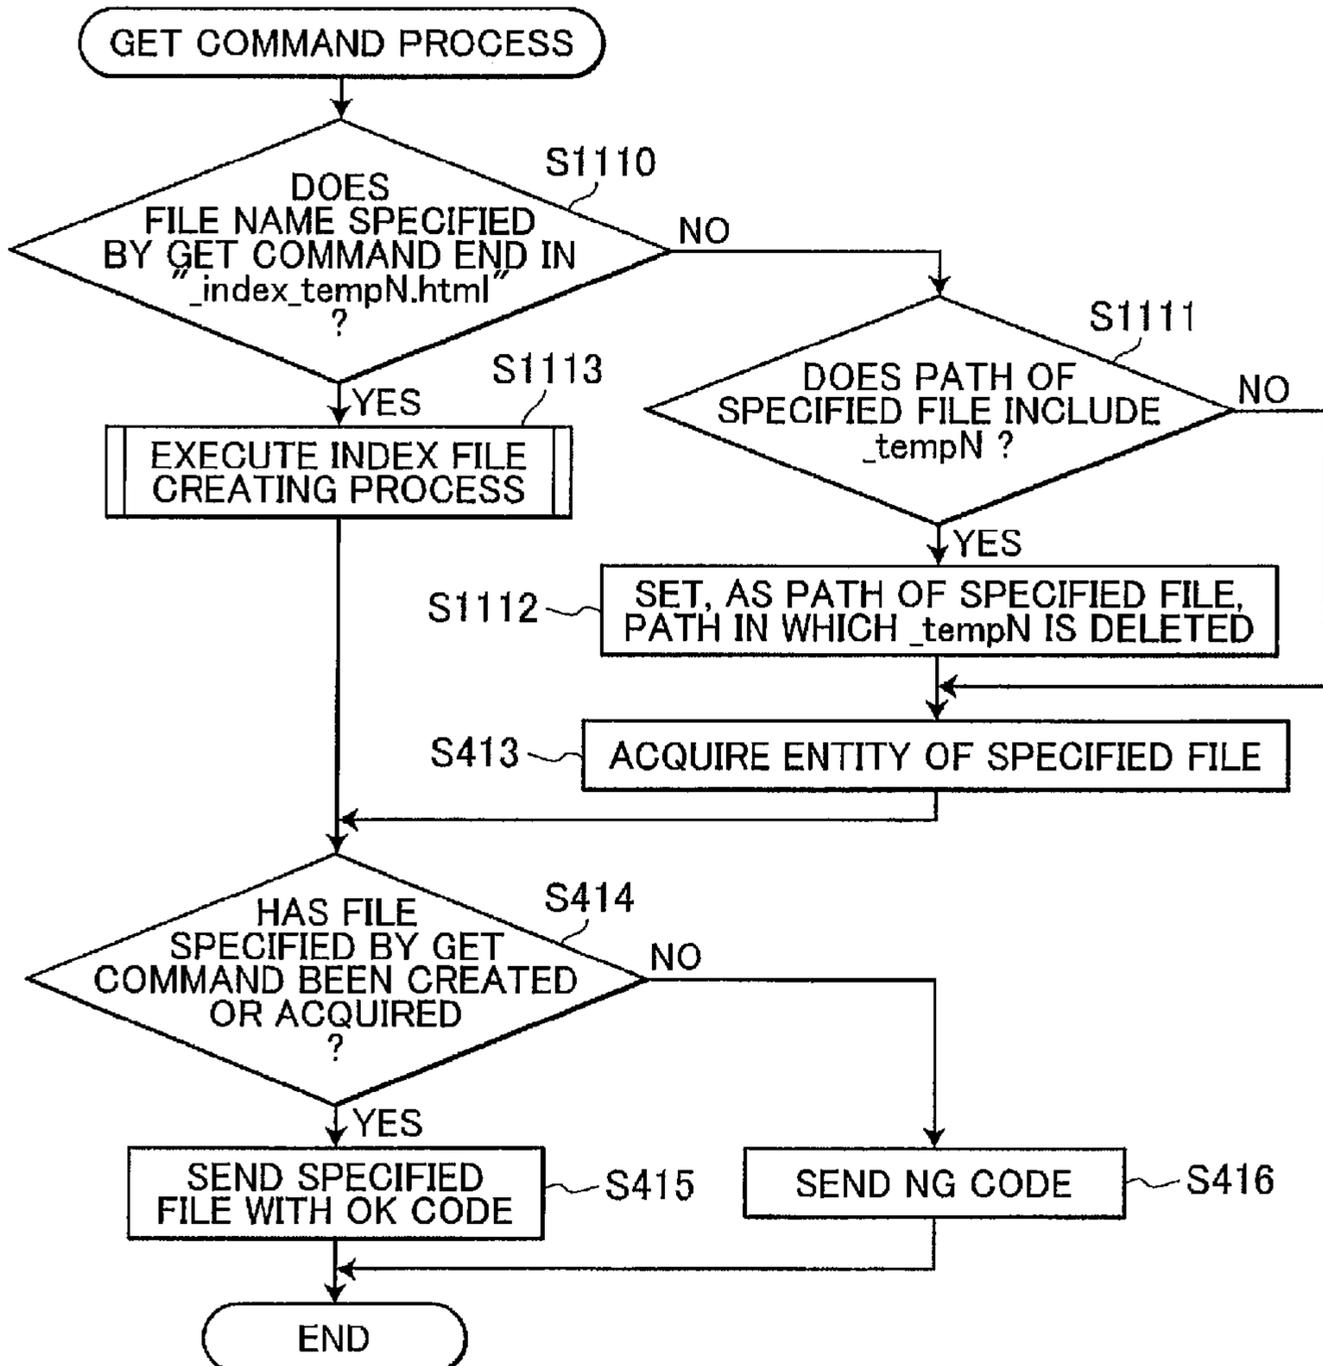 GET COMMAND PROCESS
S1110
DOES
FILE NAME SPECIFIED
BY GET COMMAND END IN
"_index_tempN.html"
?
NO
YES
S1113
EXECUTE INDEX FILE
CREATING PROCESS
S1111
DOES PATH OF
SPECIFIED FILE INCLUDE
_tempN ?
NO
YES
S1112
SET, AS PATH OF SPECIFIED FILE,
PATH IN WHICH _tempN IS DELETED
S413
ACQUIRE ENTITY OF SPECIFIED FILE
S414
HAS FILE
SPECIFIED BY GET
COMMAND BEEN CREATED
OR ACQUIRED
?
NO
YES
SEND SPECIFIED
FILE WITH OK CODE
S415
SEND NG CODE
S416
END